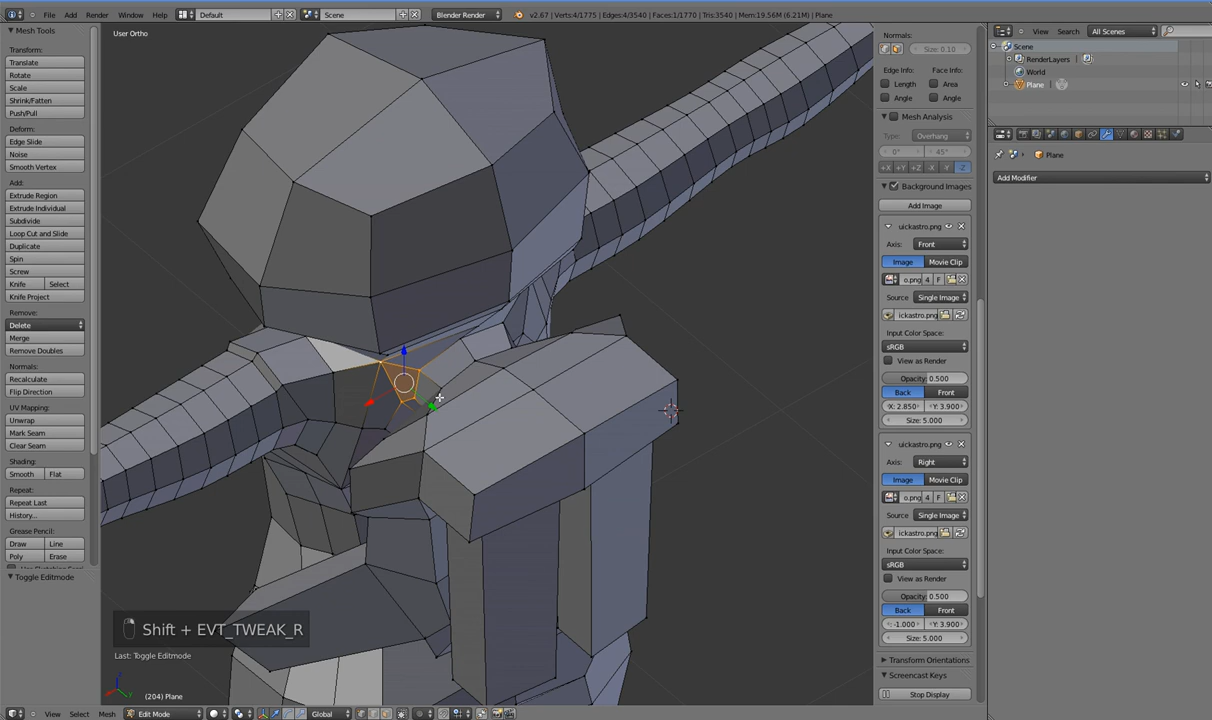 File Add Render Window Help Default Scene Blender Render v2.67 | Verts:4/1775 | Edges:4/3540 | Faces:1/1770 | Tris:3540 | Mem:19.56M (6.21M) | Plane
View Search All Scenes
Mesh Tools
Transform:
Translate
Rotate
Scale
Shrink/Fatten
Push/Pull
Deform:
Edge Slide
Noise
Smooth Vertex
Add:
Extrude Region
Extrude Individual
Subdivide
Loop Cut and Slide
Duplicate
Spin
Screw
Knife Select
Knife Project
Remove:
Delete
Merge
Remove Doubles
Normals:
Recalculate
Flip Direction
UV Mapping:
Unwrap
Mark Seam
Clear Seam
Shading:
Smooth Flat
Repeat:
Repeat Last
History...
Grease Pencil:
Draw Line
Poly Erase
Toggle Editmode
User Ortho
Shift + EVT_TWEAK_R
Last: Toggle Editmode
(204) Plane
View Select Mesh Edit Mode Global
Normals:
Size: 0.10
Edge Info: Face Info:
Length Area
Angle Angle
Mesh Analysis
Type: Overhang
0° 45°
+X +Y +Z -X -Y -Z
Background Images
Add Image
uickastro.png
Axis: Front
Image Movie Clip
o.png 4 F
Source Single Image
ickastro.png
Input Color Space:
sRGB
View as Render
Opacity: 0.500
Back Front
X: 2.850 Y: 3.900
Size: 5.000
uickastro.png
Axis: Right
Image Movie Clip
o.png 4 F
Source Single Image
ickastro.png
Input Color Space:
sRGB
View as Render
Opacity: 0.500
Back Front
-1.000 Y: 3.900
Size: 5.000
Transform Orientations
Screencast Keys
Stop Display
Scene
RenderLayers
World
Plane
Plane
Add Modifier